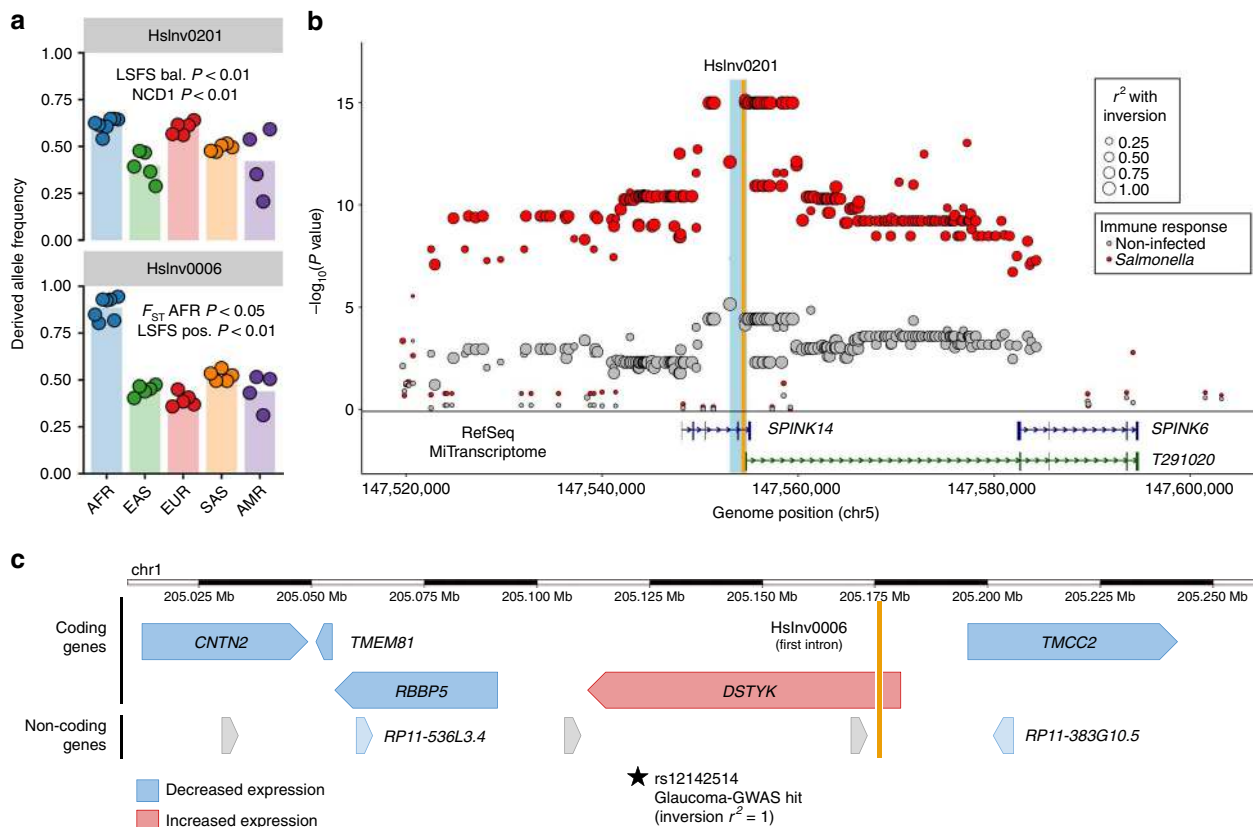 a
HsInv0201
LSFS bal. P < 0.01
NCD1 P < 0.01
1.00
0.75
0.50
0.25
0.00
HsInv0006
FST AFR P < 0.05
LSFS pos. P < 0.01
1.00
0.75
0.50
0.25
0.00
Derived allele frequency
AFR
EAS
EUR
SAS
AMR
b
HsInv0201
15
10
5
0
−log10(P value)
r2 with
inversion
0.25
0.50
0.75
1.00
Immune response
Non-infected
Salmonella
RefSeq
MiTranscriptome
SPINK14
SPINK6
T291020
147,520,000
147,540,000
147,560,000
147,580,000
147,600,000
Genome position (chr5)
c
chr1
205.025 Mb
205.050 Mb
205.075 Mb
205.100 Mb
205.125 Mb
205.150 Mb
205.175 Mb
205.200 Mb
205.225 Mb
205.250 Mb
Coding
genes
CNTN2
TMEM81
HsInv0006
(first intron)
TMCC2
RBBP5
DSTYK
Non-coding
genes
RP11-536L3.4
RP11-383G10.5
rs12142514
Glaucoma-GWAS hit
(inversion r2 = 1)
Decreased expression
Increased expression